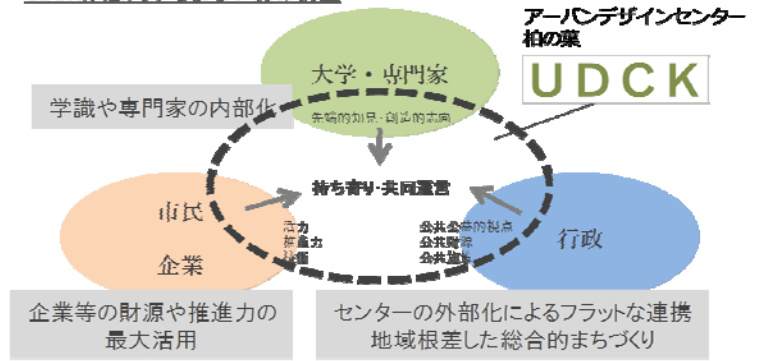 アーバンデザインセンター
柏の葉
UDCK
大学・専門家
学識や専門家の内部化
先端的知見・創造的志向
持ち寄り・共同運営
市民
企業
活力
推進力
公共公益的視点
公共財源
公共施設
行政
企業等の財源や推進力の
最大活用
センターの外部化によるフラットな連携
地域根差した総合的まちづくり